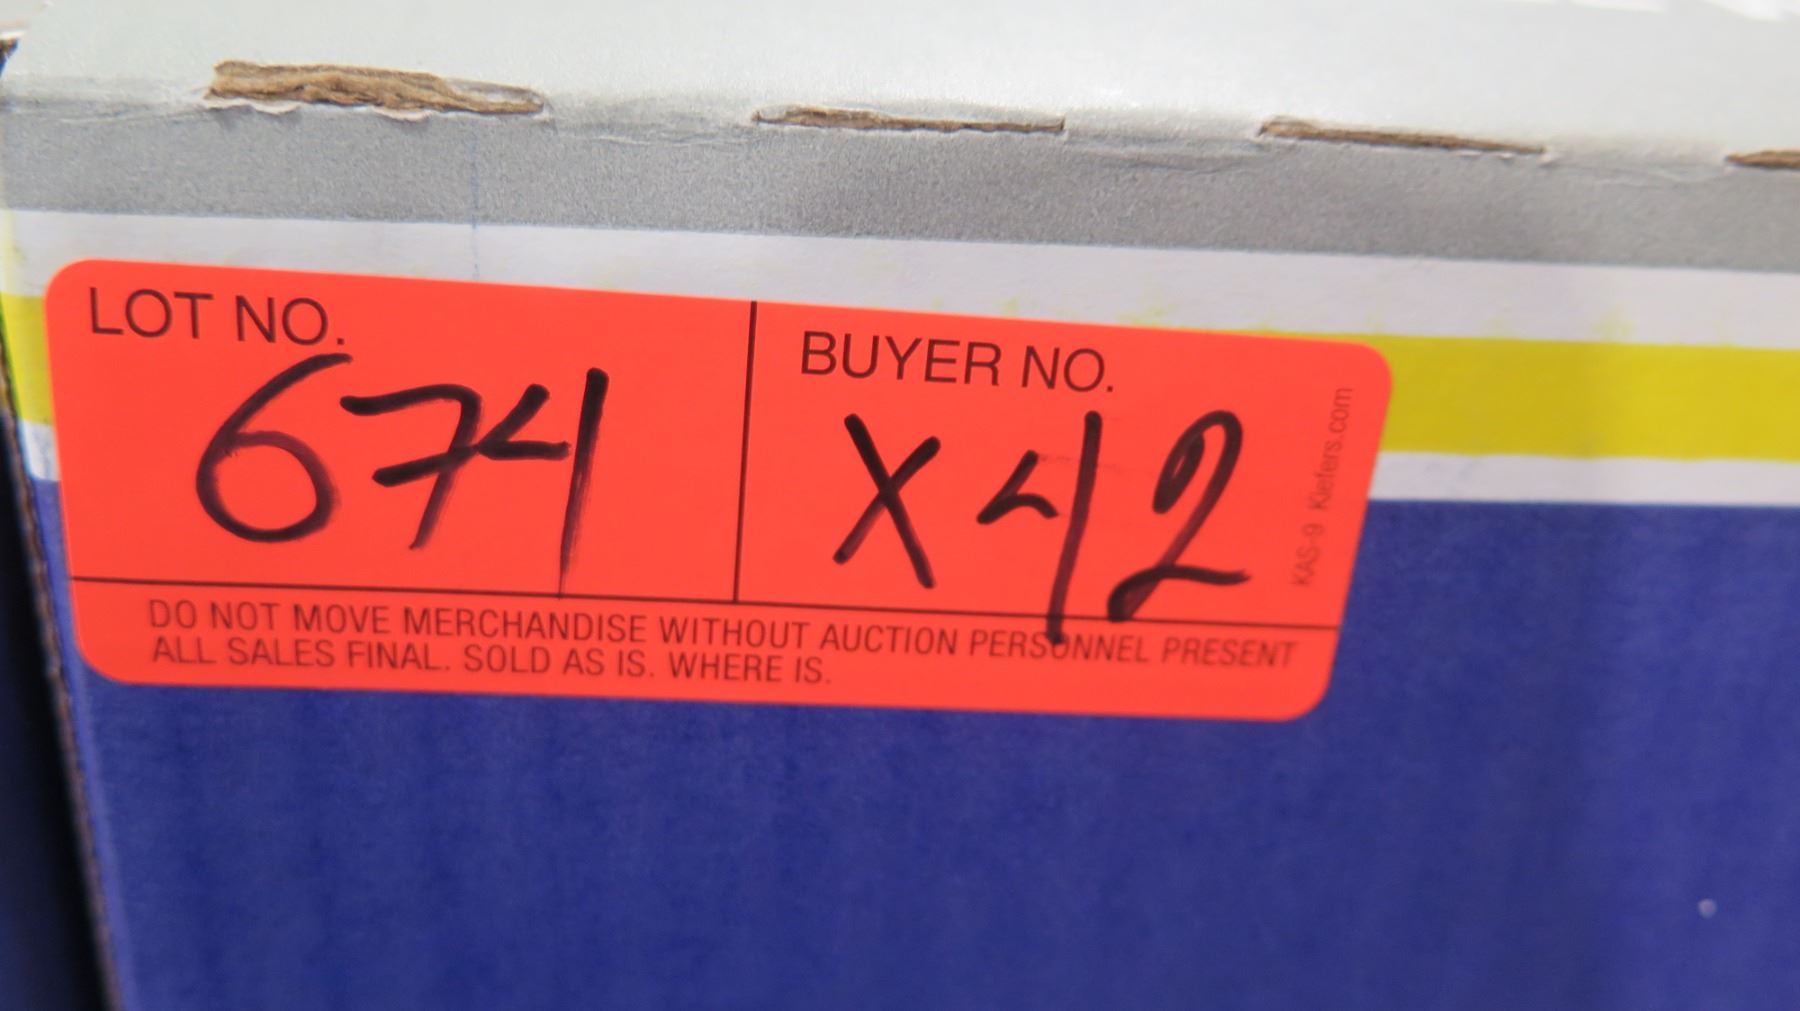 LOT NO.
674
BUYER NO.
X42
KAS-9 Kiefers.com
DO NOT MOVE MERCHANDISE WITHOUT AUCTION PERSONNEL PRESENT
ALL SALES FINAL. SOLD AS IS. WHERE IS.